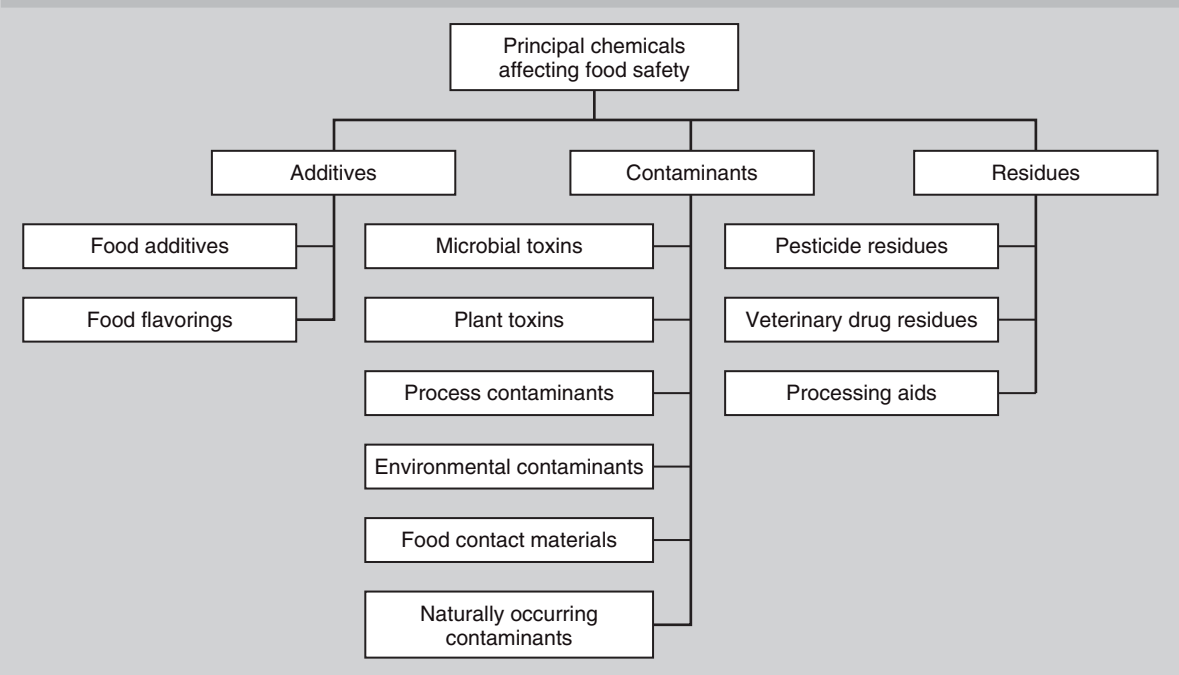 Principal chemicals
affecting food safety
Additives
Contaminants
Residues
Food additives
Food flavorings
Microbial toxins
Plant toxins
Process contaminants
Environmental contaminants
Food contact materials
Naturally occurring
contaminants
Pesticide residues
Veterinary drug residues
Processing aids